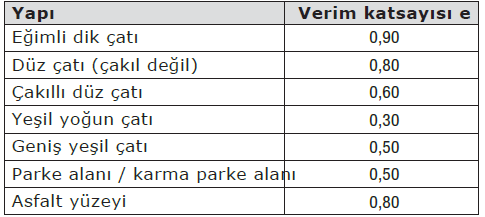 Yapı Verim katsayısı e
Eğimli dik çatı 0,90
Düz çatı (çakıl değil) 0,80
Çakıllı düz çatı 0,60
Yeşil yoğun çatı 0,30
Geniş yeşil çatı 0,50
Parke alanı / karma parke alanı 0,50
Asfalt yüzeyi 0,80